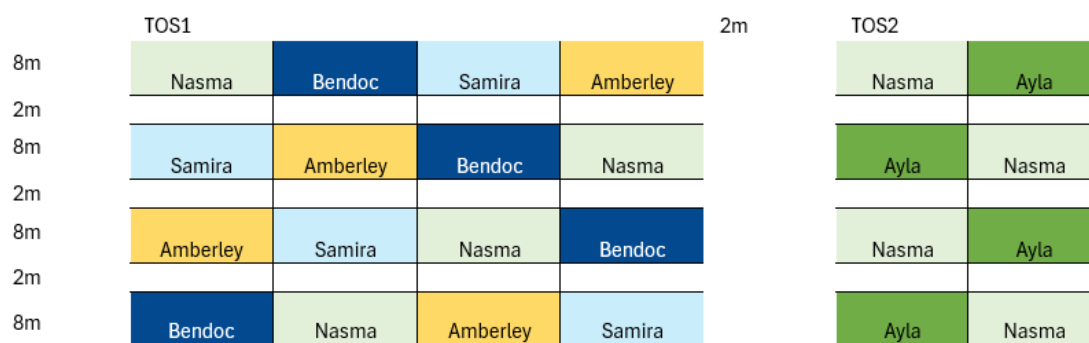 TOS1 2m TOS2
8m Nasma Bendoc Samira Amberley Nasma Ayla
2m
8m Samira Amberley Bendoc Nasma Ayla Nasma
2m
8m Amberley Samira Nasma Bendoc Nasma Ayla
2m
8m Bendoc Nasma Amberley Samira Ayla Nasma